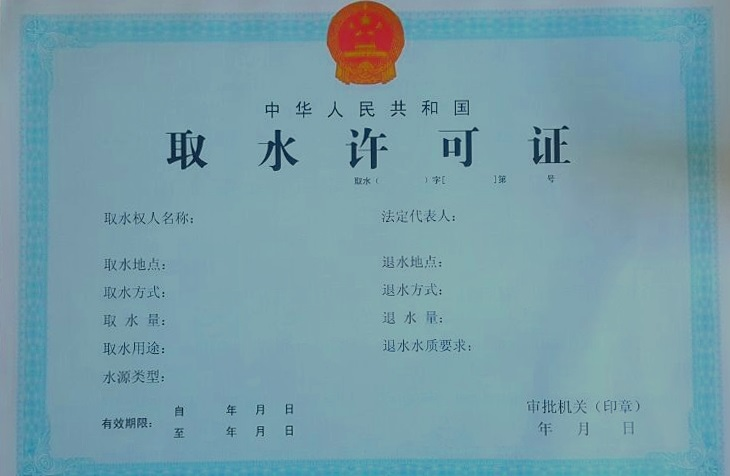 中华人民共和国
取水许可证
取水（ ）字[ ]第 号
取水权人名称： 法定代表人：
取水地点： 退水地点：
取水方式： 退水方式：
取 水 量： 退 水 量：
取水用途： 退水水质要求：
水源类型：
有效期限： 自 年 月 日
至 年 月 日
审批机关（印章）
年 月 日